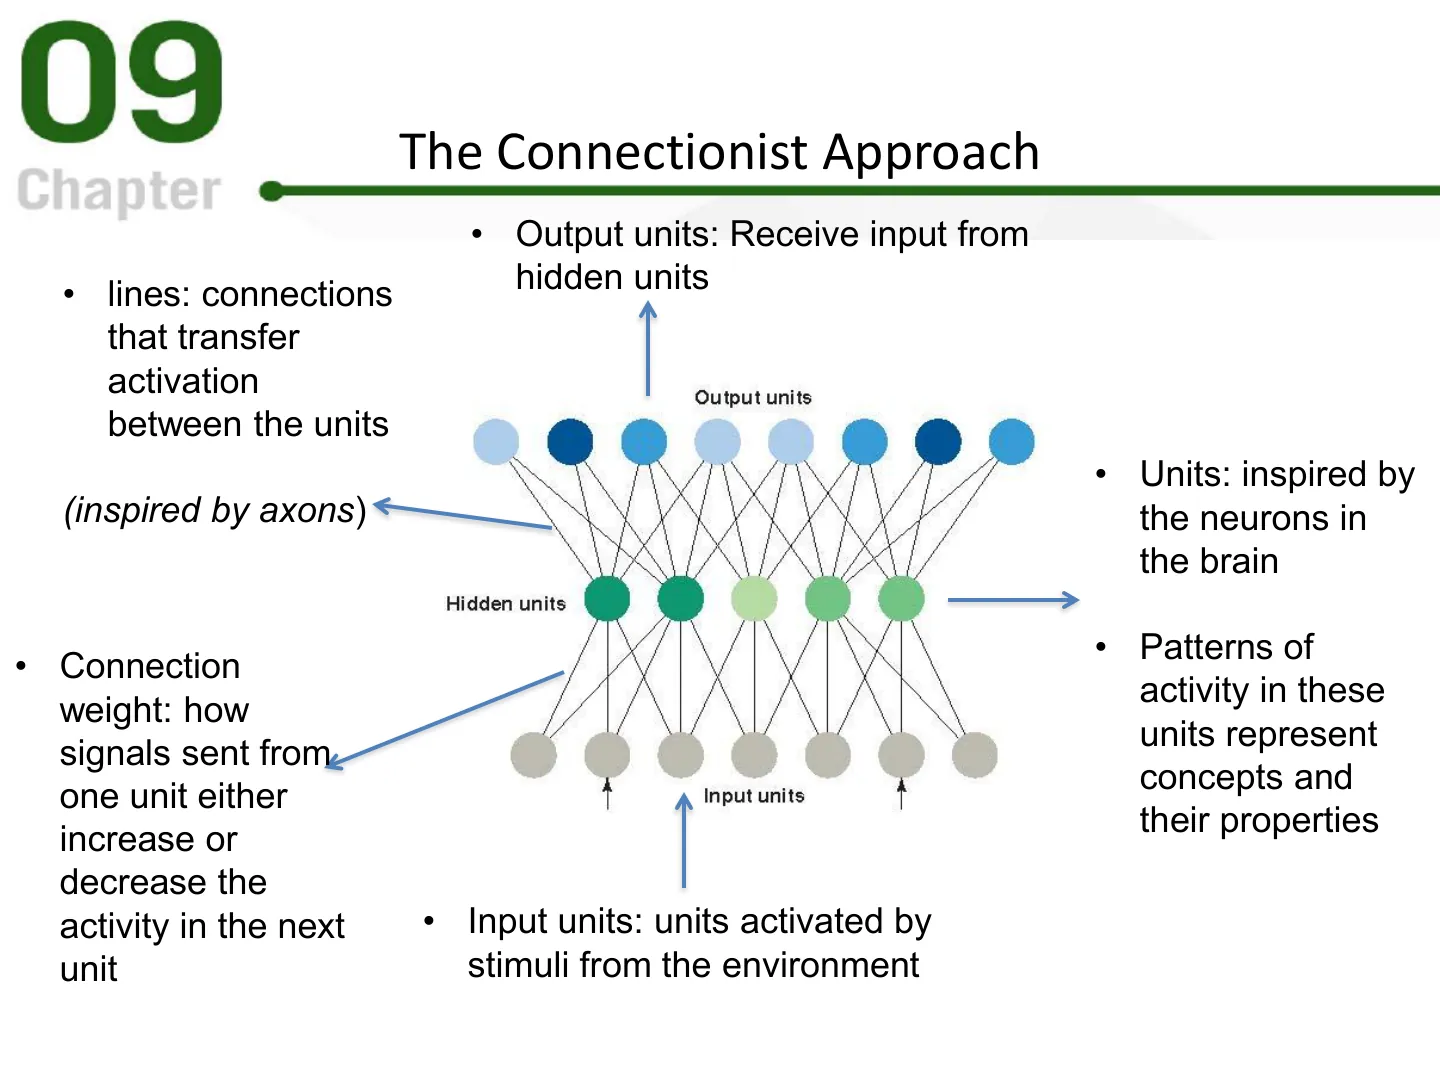 09
Chapter
The Connectionist Approach
• Output units: Receive input from
hidden units
• lines: connections
that transfer
activation
between the units
(inspired by axons)
Output units
Hidden units
Input units
• Units: inspired by
the neurons in
the brain
• Patterns of
activity in these
units represent
concepts and
their properties
• Connection
weight: how
signals sent from
one unit either
increase or
decrease the
activity in the next
unit
• Input units: units activated by
stimuli from the environment